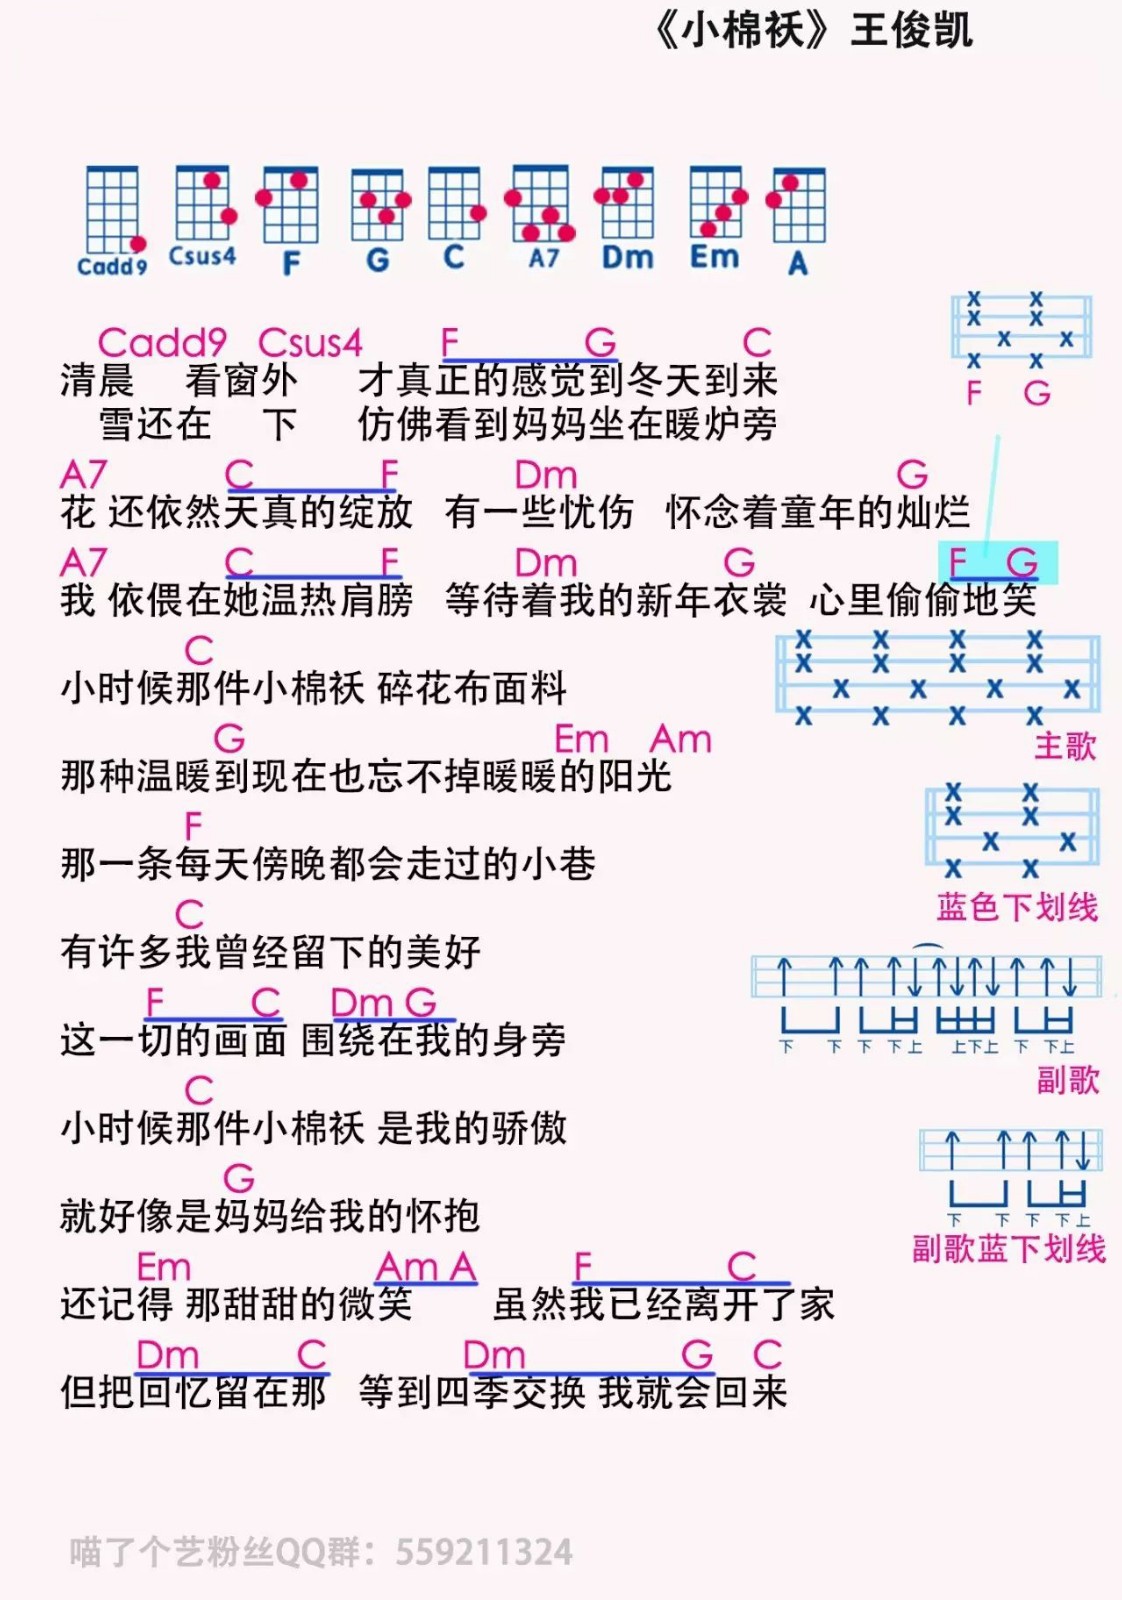 《小棉袄》王俊凯
Cadd9 Csus4 F G C A7 Dm Em A
Cadd9 Csus4 F G C
清晨 看窗外 才真正的感觉到冬天到来
雪还在 下 仿佛看到妈妈坐在暖炉旁
F G
A7 C F Dm G
花 还依然天真的绽放 有一些忧伤 怀念着童年的灿烂
A7 C F Dm G F G
我 依偎在她温热肩膀 等待着我的新年衣裳 心里偷偷地笑
C
小时候那件小棉袄 碎花布面料
主歌
G Em Am
那种温暖到现在也忘不掉暖暖的阳光
F
那一条每天傍晚都会走过的小巷
蓝色下划线
C
有许多我曾经留下的美好
F C Dm G
这一切的画面 围绕在我的身旁
下 下 下 下上 上下上 下 下上
副歌
C
小时候那件小棉袄 是我的骄傲
G
就好像是妈妈给我的怀抱
下 下 下 下上
副歌蓝下划线
Em Am A F C
还记得 那甜甜的微笑 虽然我已经离开了家
Dm C Dm G C
但把回忆留在那 等到四季交换 我就会回来
喵了个艺粉丝QQ群：559211324